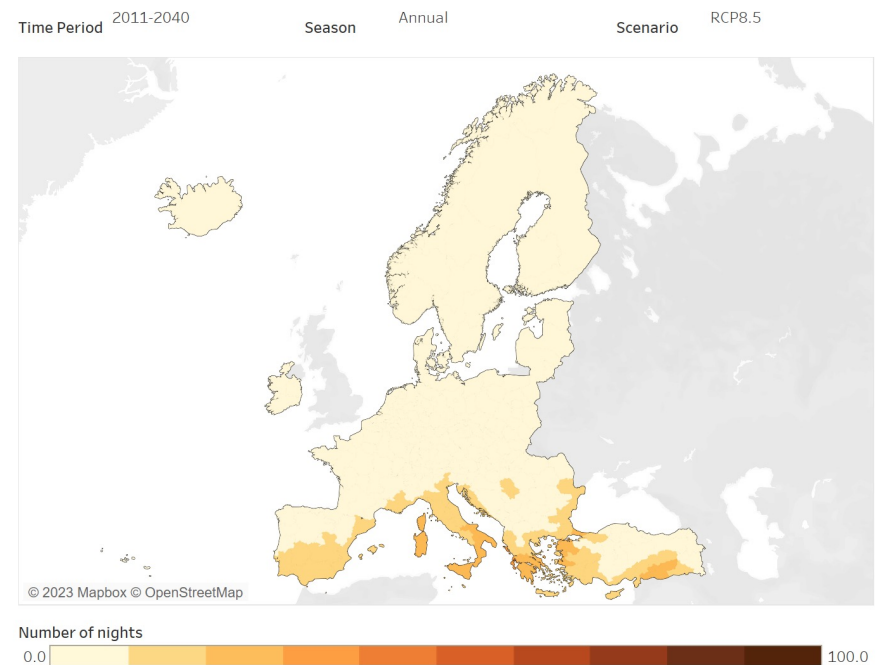 Time Period 2011-2040 Season Annual Scenario RCP8.5
© 2023 Mapbox © OpenStreetMap
Number of nights
0.0 100.0